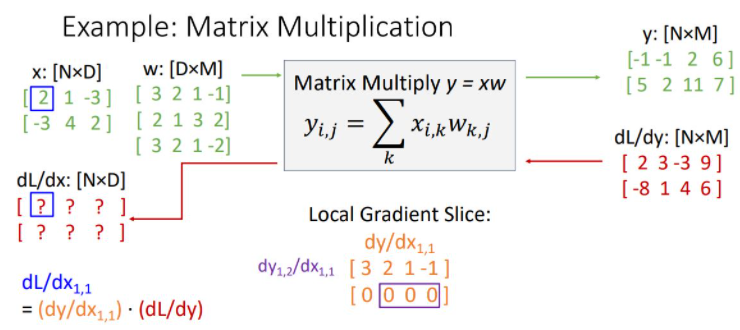 Example: Matrix Multiplication
x: [N×D]
[ 2 1 -3 ]
[-3 4 2 ]
w: [D×M]
[ 3 2 1 -1]
[ 2 1 3 2]
[ 3 2 1 -2]
Matrix Multiply y = xw
y_{i,j} = ∑_k x_{i,k} w_{k,j}
y: [N×M]
[-1 -1 2 6 ]
[ 5 2 11 7 ]
dL/dy: [N×M]
[ 2 3 -3 9 ]
[-8 1 4 6 ]
dL/dx: [N×D]
[ ? ? ? ]
[ ? ? ? ]
Local Gradient Slice:
dy/dx_{1,1}
dy_{1,2}/dx_{1,1} [ 3 2 1 -1 ]
[ 0 0 0 0 ]
dL/dx_{1,1}
= (dy/dx_{1,1}) · (dL/dy)